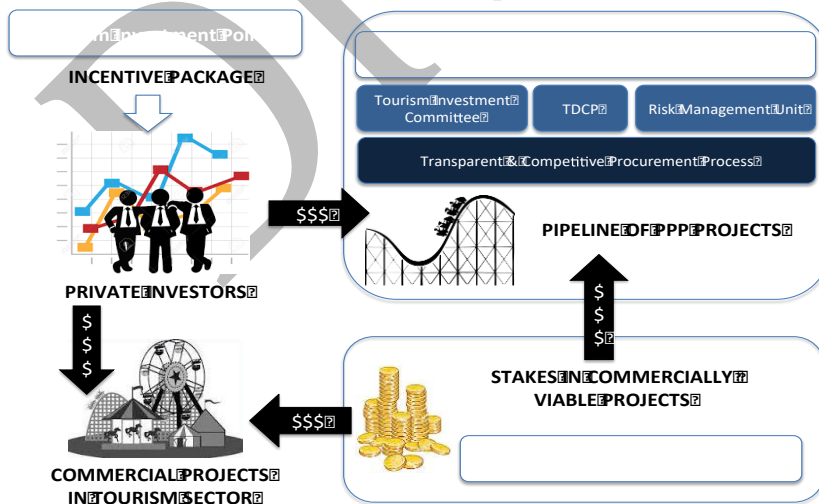 INCENTIVE PACKAGE
Tourism Investment
Committee
TDCP
Risk Management Unit
Transparent & Competitive Procurement Process
$$$
PIPELINE OF PPP PROJECTS
PRIVATE INVESTORS
$
$
$
$
$
$
STAKES IN COMMERCIALLY
VIABLE PROJECTS
$$$
COMMERCIAL PROJECTS
IN TOURISM SECTOR